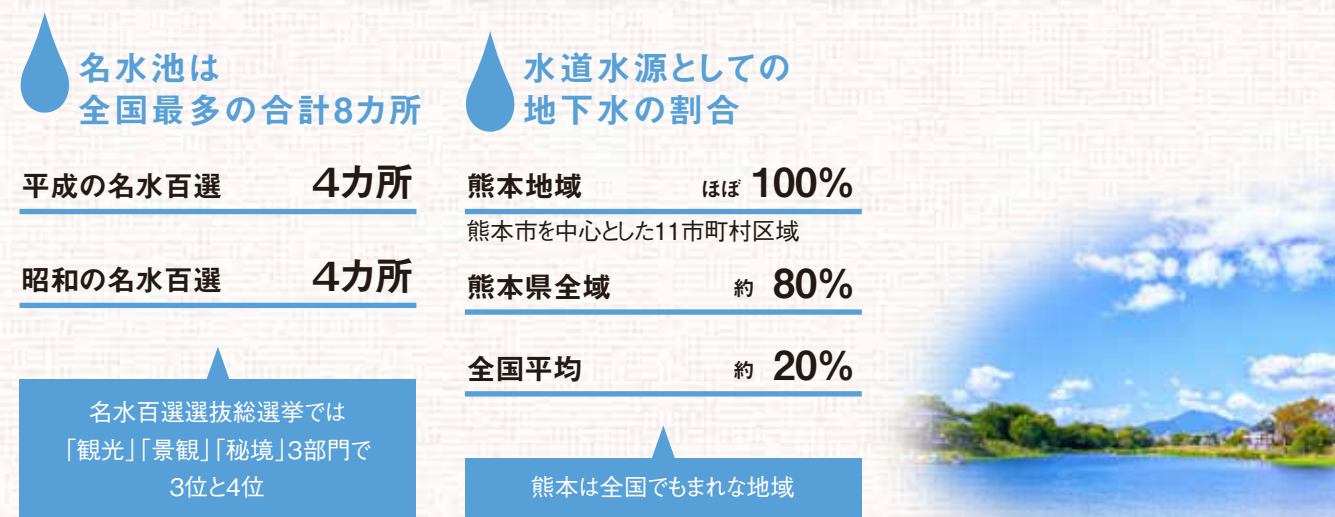 名水池は
全国最多の合計8カ所
平成の名水百選 4カ所
昭和の名水百選 4カ所
名水百選選抜総選挙では
「観光」「景観」「秘境」3部門で
3位と4位
水道水源としての
地下水の割合
熊本地域 ほぼ 100%
熊本市を中心とした11市町村区域
熊本県全域 約 80%
全国平均 約 20%
熊本は全国でもまれな地域